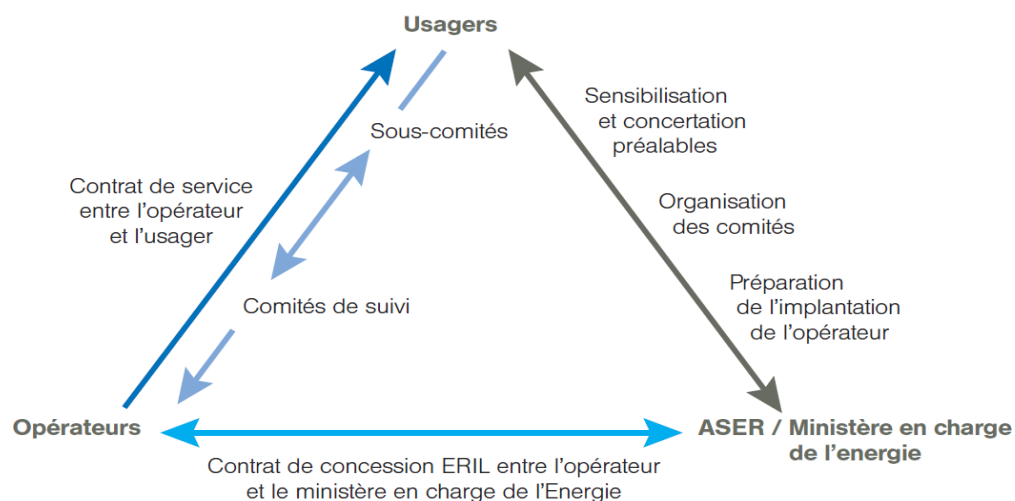 Usagers
Sensibilisation
et concertation
préalables
Sous-comités
Contrat de service
entre l’opérateur
et l’usager
Organisation
des comités
Préparation
de l’implantation
de l’opérateur
Comités de suivi
Opérateurs
ASER / Ministère en charge
de l’energie
Contrat de concession ERIL entre l’opérateur
et le ministère en charge de l’Energie